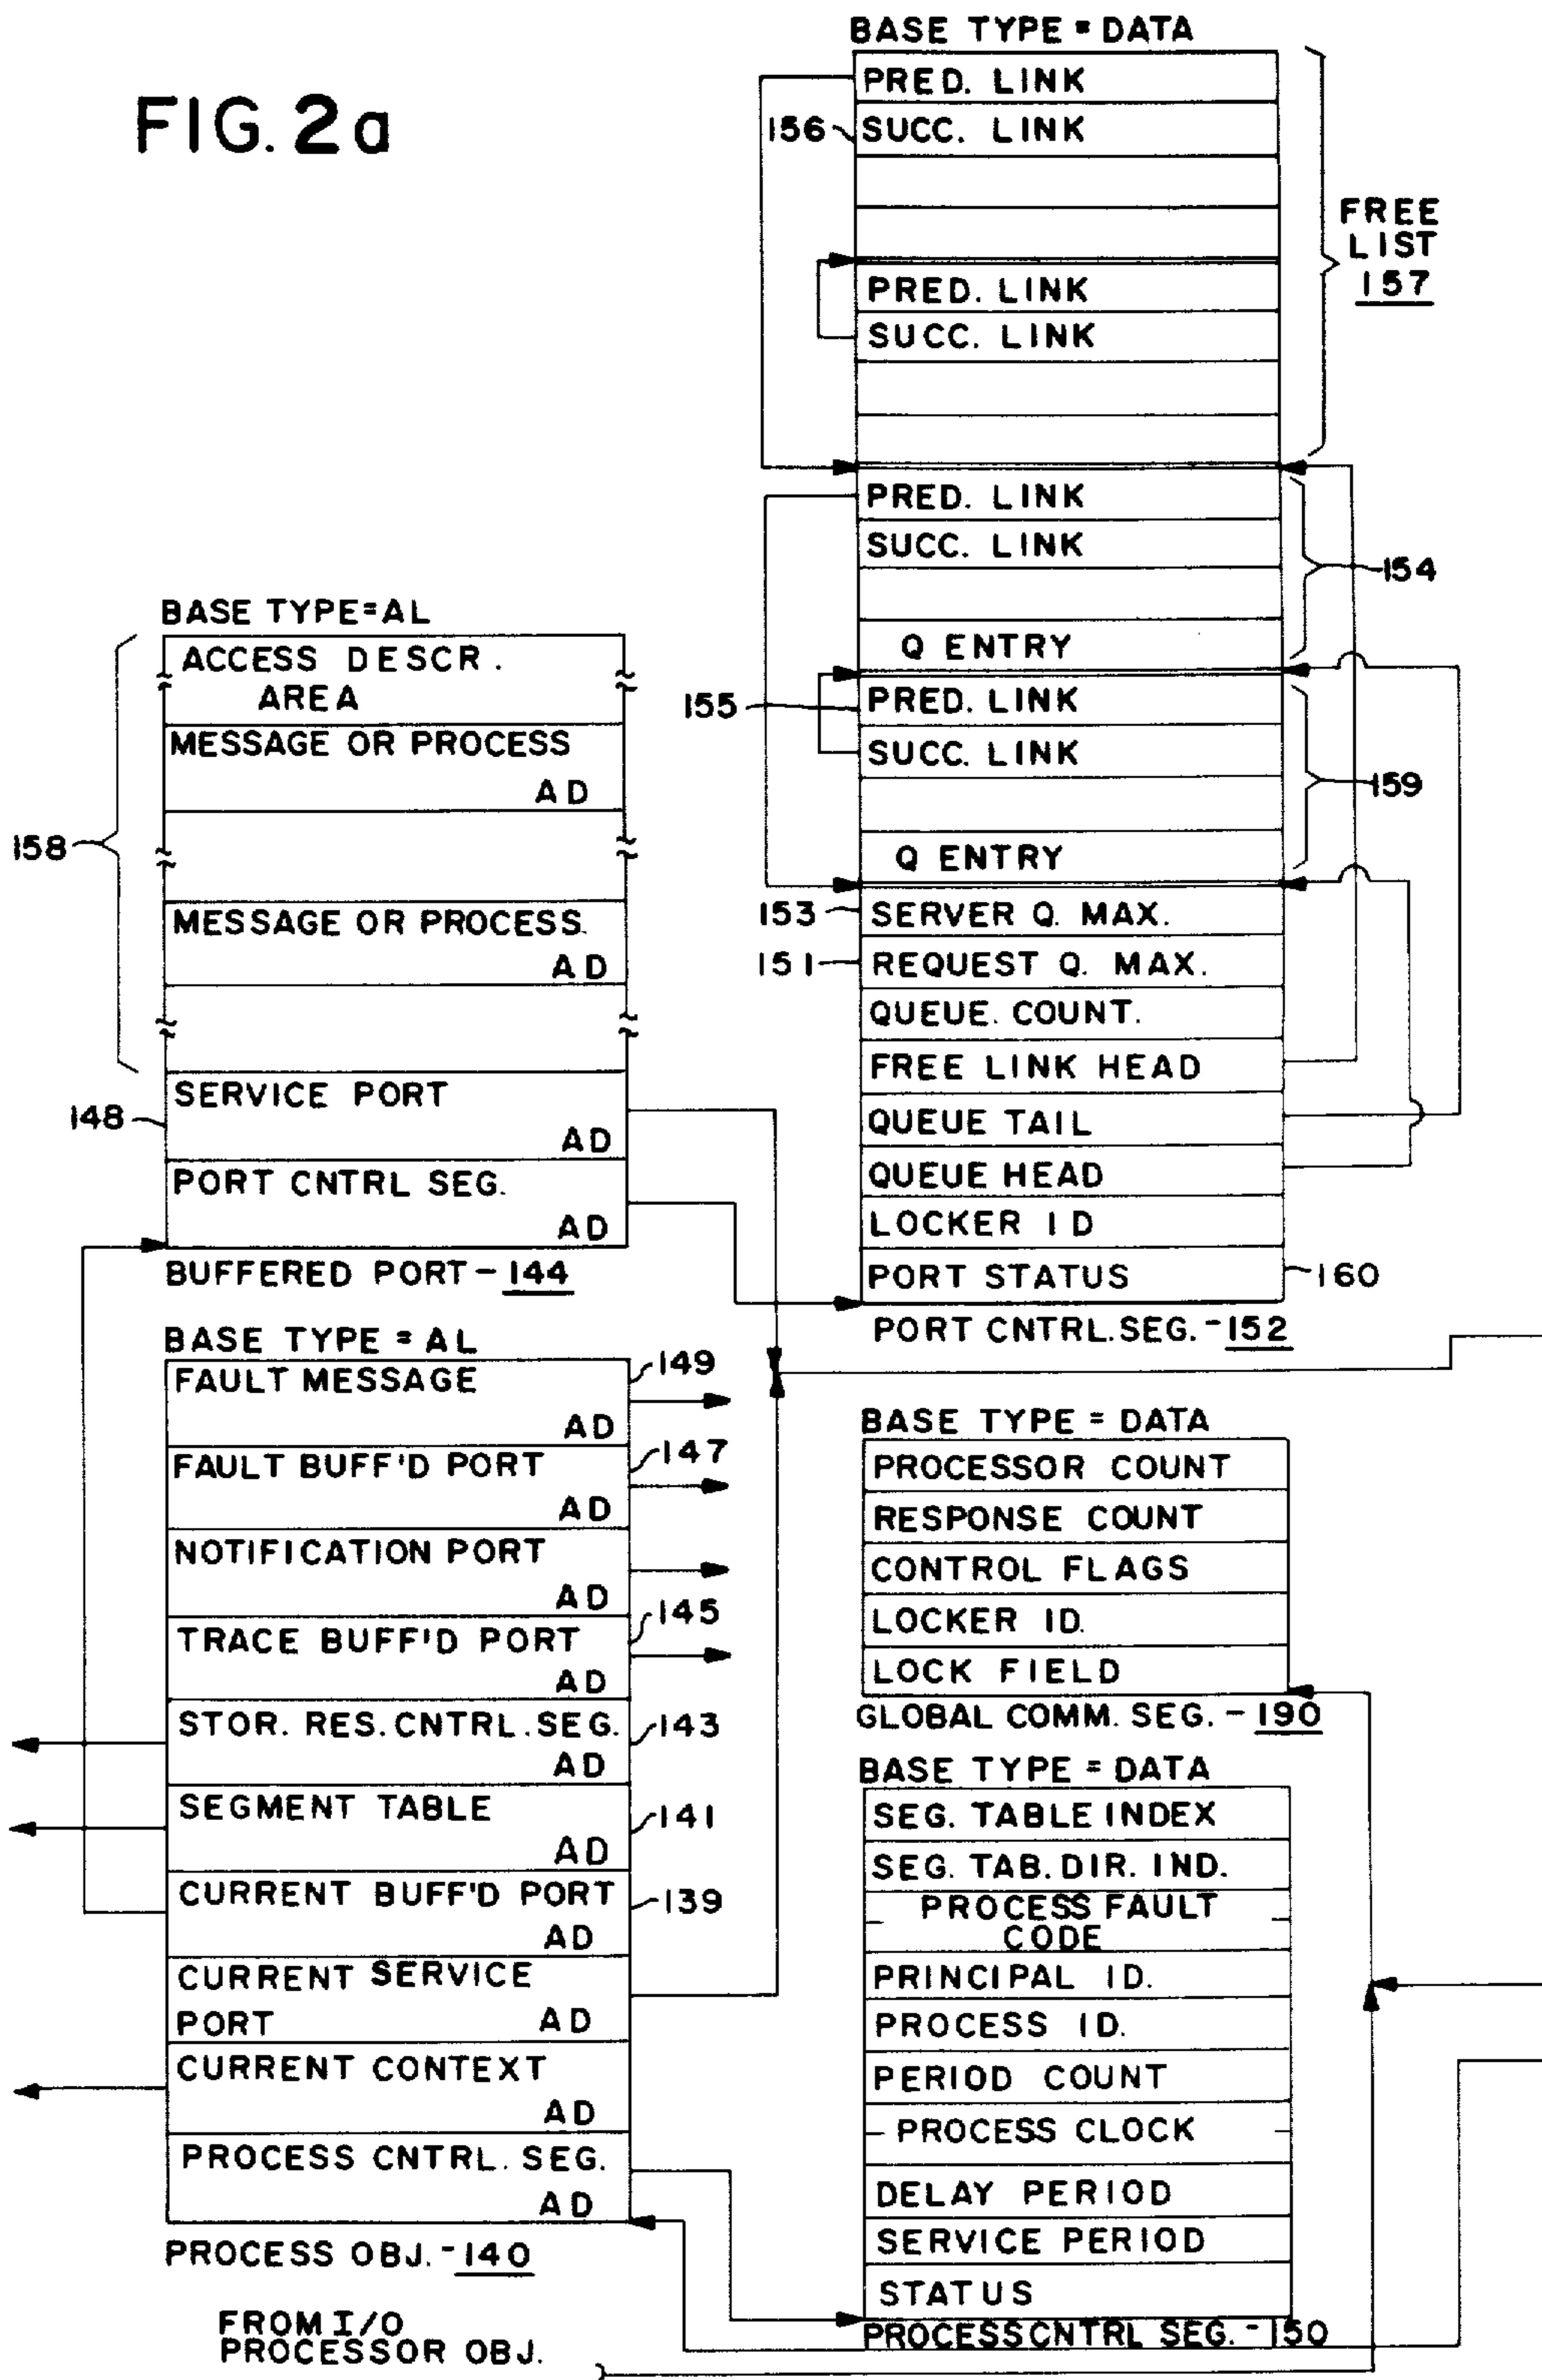 FIG. 2a
BASE TYPE = DATA
PRED. LINK
156
SUCC. LINK
FREE
LIST
157
PRED. LINK
SUCC. LINK
PRED. LINK
SUCC. LINK
154
Q ENTRY
155
PRED. LINK
SUCC. LINK
159
Q ENTRY
153
SERVER Q. MAX.
151
REQUEST Q. MAX.
QUEUE. COUNT.
FREE LINK HEAD
QUEUE TAIL
QUEUE HEAD
LOCKER ID
PORT STATUS
160
PORT CNTRL. SEG. - 152
BASE TYPE = AL
ACCESS DESCR.
AREA
MESSAGE OR PROCESS
AD
158
MESSAGE OR PROCESS.
AD
SERVICE PORT
148
AD
PORT CNTRL SEG.
AD
BUFFERED PORT - 144
BASE TYPE = AL
FAULT MESSAGE
149
AD
FAULT BUFF'D PORT
147
AD
NOTIFICATION PORT
AD
145
TRACE BUFF'D PORT
AD
STOR. RES. CNTRL. SEG.
143
AD
SEGMENT TABLE
141
AD
CURRENT BUFF'D PORT
139
AD
CURRENT SERVICE
PORT AD
CURRENT CONTEXT
AD
PROCESS CNTRL. SEG.
AD
PROCESS OBJ. - 140
FROM I/O
PROCESSOR OBJ.
BASE TYPE = DATA
PROCESSOR COUNT
RESPONSE COUNT
CONTROL FLAGS
LOCKER ID.
LOCK FIELD
GLOBAL COMM. SEG. - 190
BASE TYPE = DATA
SEG. TABLE INDEX
SEG. TAB. DIR. IND.
PROCESS FAULT
CODE
PRINCIPAL ID.
PROCESS ID.
PERIOD COUNT
PROCESS CLOCK
DELAY PERIOD
SERVICE PERIOD
STATUS
PROCESS CNTRL SEG. - 150